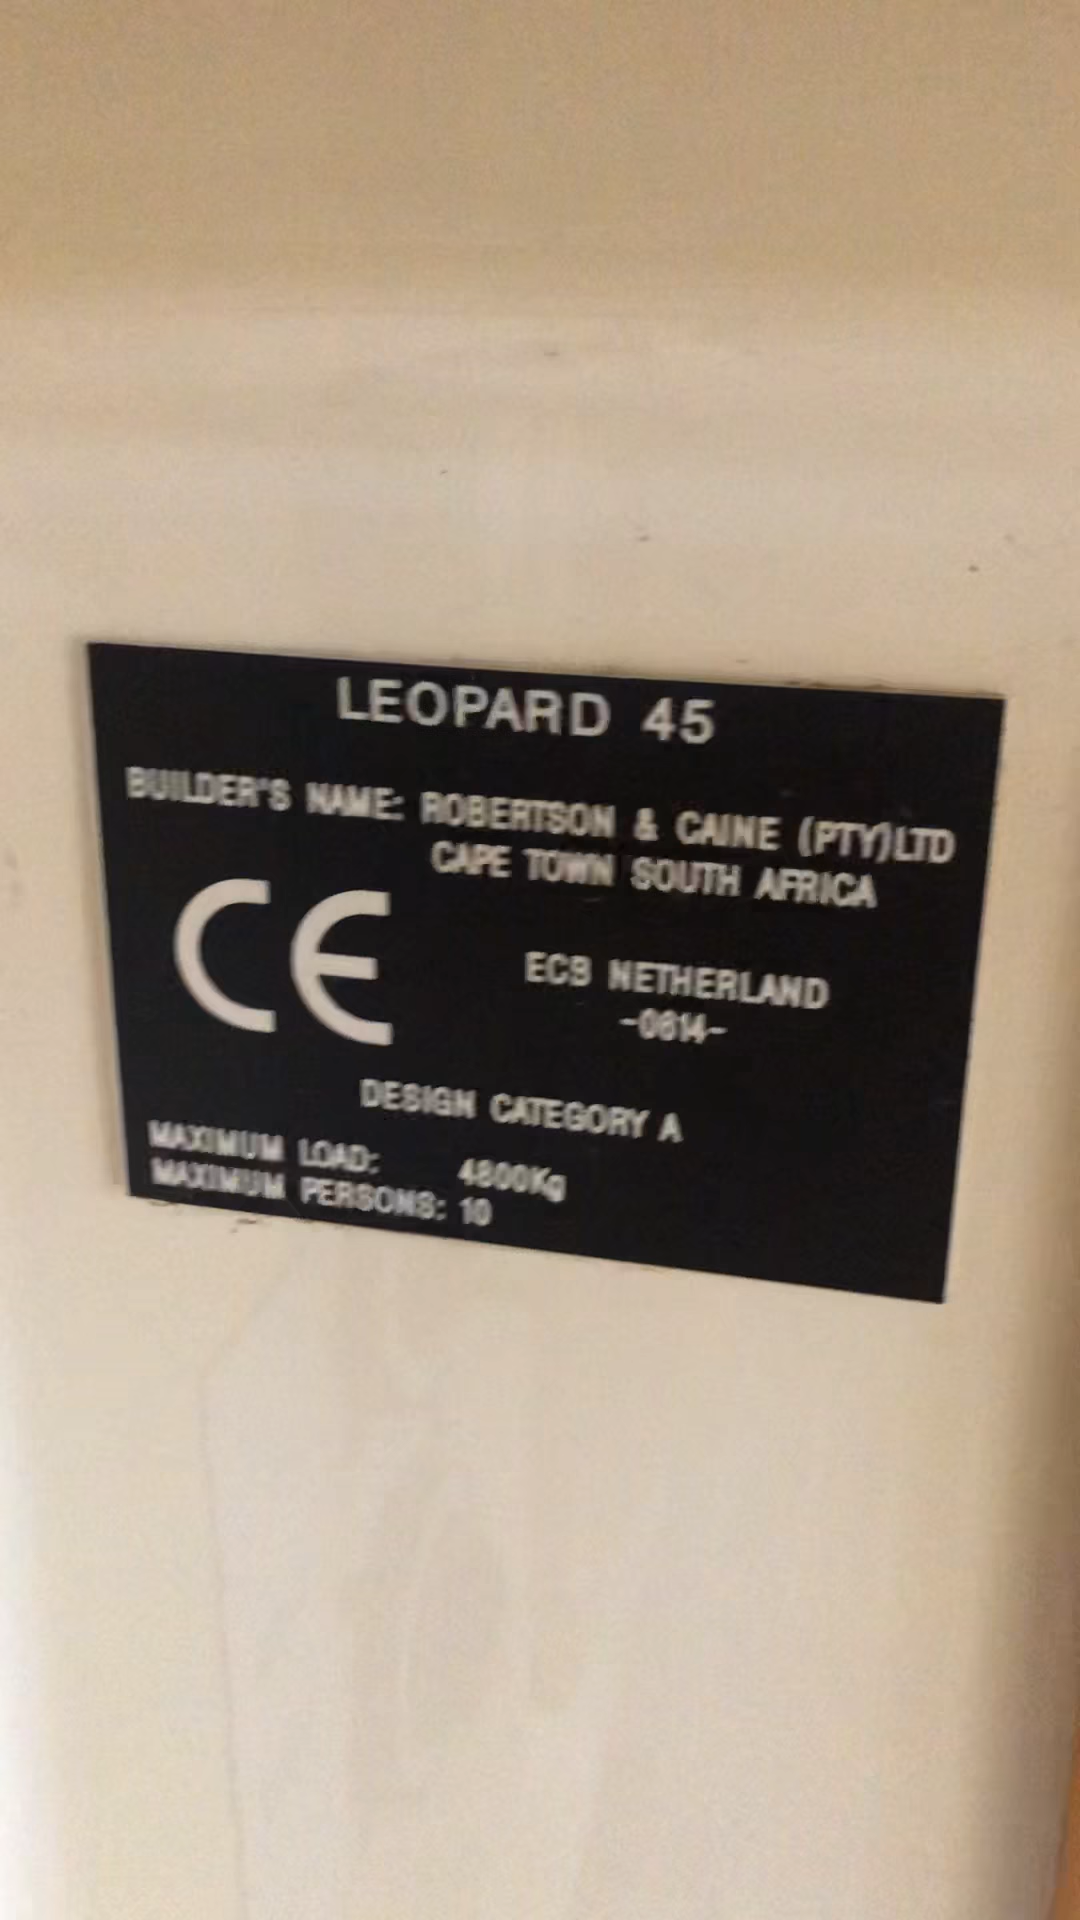 LEOPARD 45
BUILDER'S NAME: ROBERTSON & CAINE (PTY)LTD
CAPE TOWN SOUTH AFRICA
CE
ECB NETHERLAND
-0614-
DESIGN CATEGORY A
MAXIMUM LOAD: 4800Kg
MAXIMUM PERSONS: 10